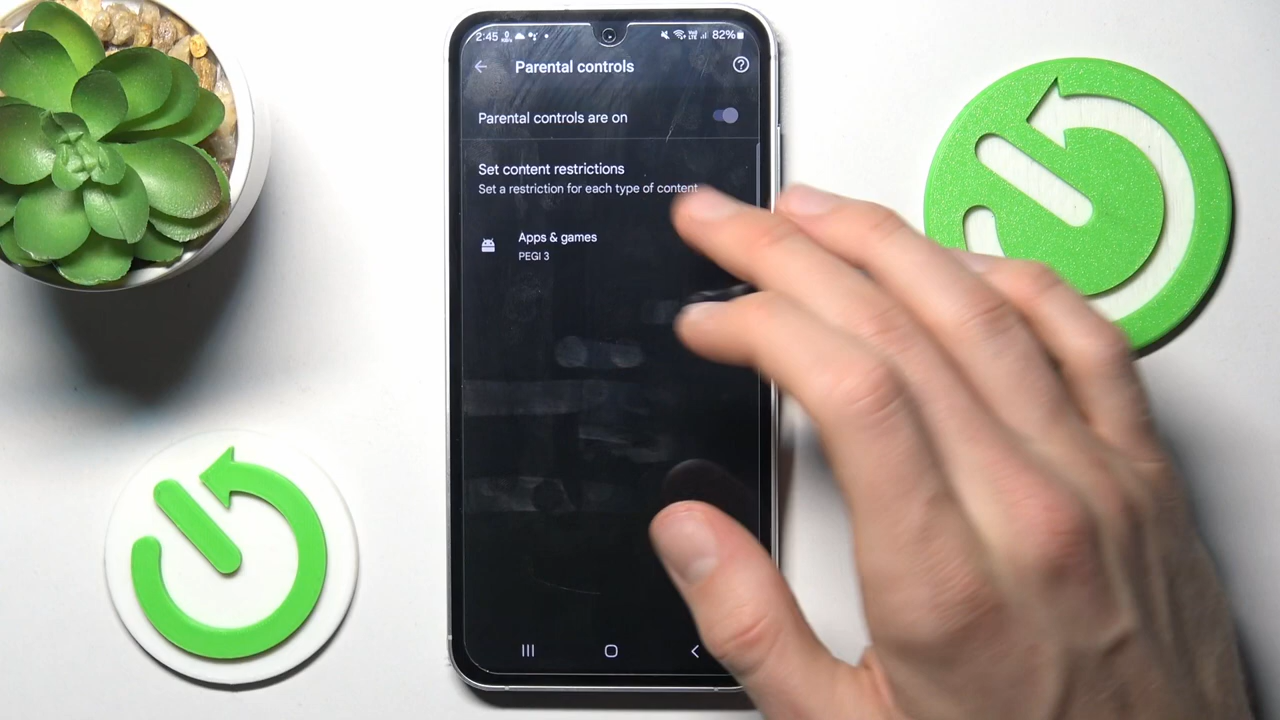 2:45
82%
Parental controls
Parental controls are on
Set content restrictions
Set a restriction for each type of content
Apps & games
PEGI 3